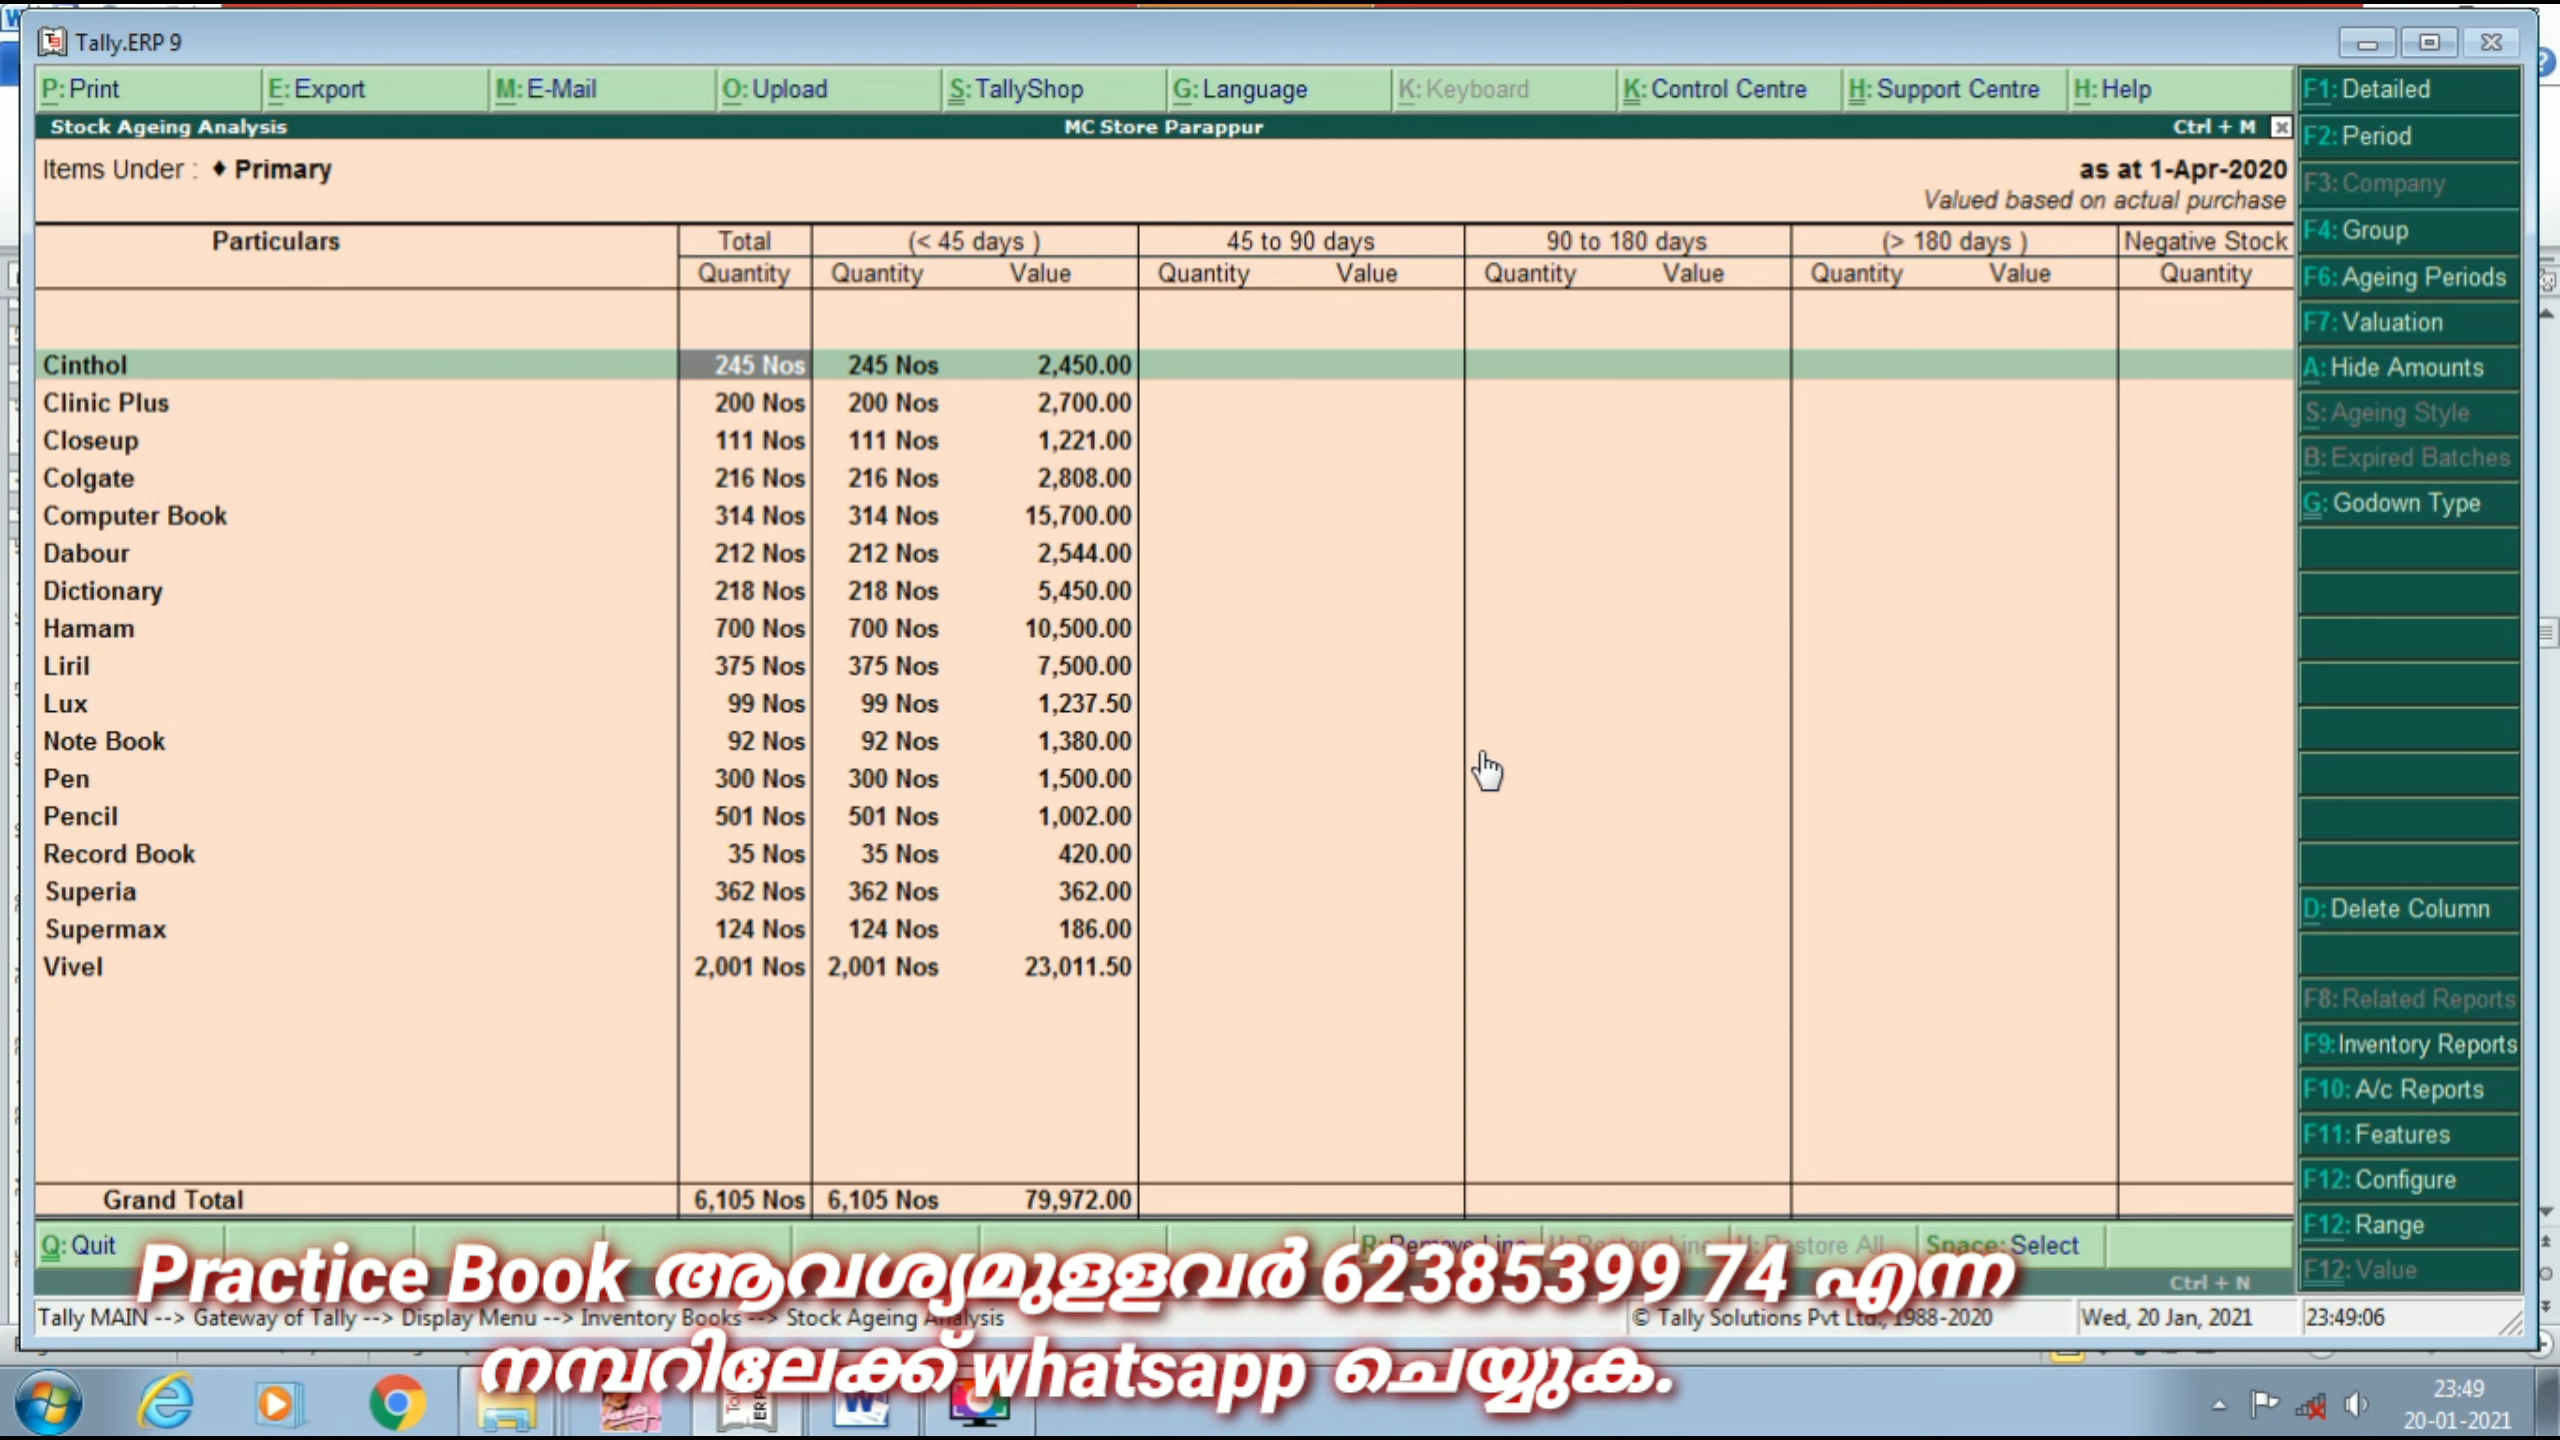 Tally.ERP 9
P: Print E: Export M: E-Mail O: Upload S: TallyShop G: Language K: Keyboard K: Control Centre H: Support Centre H: Help
Stock Ageing Analysis MC Store Parappur Ctrl + M
Items Under : ♦ Primary as at 1-Apr-2020
Valued based on actual purchase
Particulars Total (< 45 days ) 45 to 90 days 90 to 180 days (> 180 days ) Negative Stock
Quantity Quantity Value Quantity Value Quantity Value Quantity Value Quantity
Cinthol 245 Nos 245 Nos 2,450.00
Clinic Plus 200 Nos 200 Nos 2,700.00
Closeup 111 Nos 111 Nos 1,221.00
Colgate 216 Nos 216 Nos 2,808.00
Computer Book 314 Nos 314 Nos 15,700.00
Dabour 212 Nos 212 Nos 2,544.00
Dictionary 218 Nos 218 Nos 5,450.00
Hamam 700 Nos 700 Nos 10,500.00
Liril 375 Nos 375 Nos 7,500.00
Lux 99 Nos 99 Nos 1,237.50
Note Book 92 Nos 92 Nos 1,380.00
Pen 300 Nos 300 Nos 1,500.00
Pencil 501 Nos 501 Nos 1,002.00
Record Book 35 Nos 35 Nos 420.00
Superia 362 Nos 362 Nos 362.00
Supermax 124 Nos 124 Nos 186.00
Vivel 2,001 Nos 2,001 Nos 23,011.50
Grand Total 6,105 Nos 6,105 Nos 79,972.00
F1: Detailed
F2: Period
F3: Company
F4: Group
F6: Ageing Periods
F7: Valuation
A: Hide Amounts
S: Ageing Style
B: Expired Batches
G: Godown Type
D: Delete Column
F8: Related Reports
F9: Inventory Reports
F10: A/c Reports
F11: Features
F12: Configure
F12: Range
F12: Value
Q: Quit R: Remove Line U: Restore Line U: Restore All Space: Select
Ctrl + N
Practice Book ആവശ്യമുള്ളവർ 62385399 74 എന്ന
Tally MAIN --> Gateway of Tally --> Display Menu --> Inventory Books --> Stock Ageing Analysis © Tally Solutions Pvt Ltd., 1988-2020 Wed, 20 Jan, 2021 23:49:06
നമ്പറിലേക്ക് whatsapp ചെയ്യുക.
23:49
20-01-2021